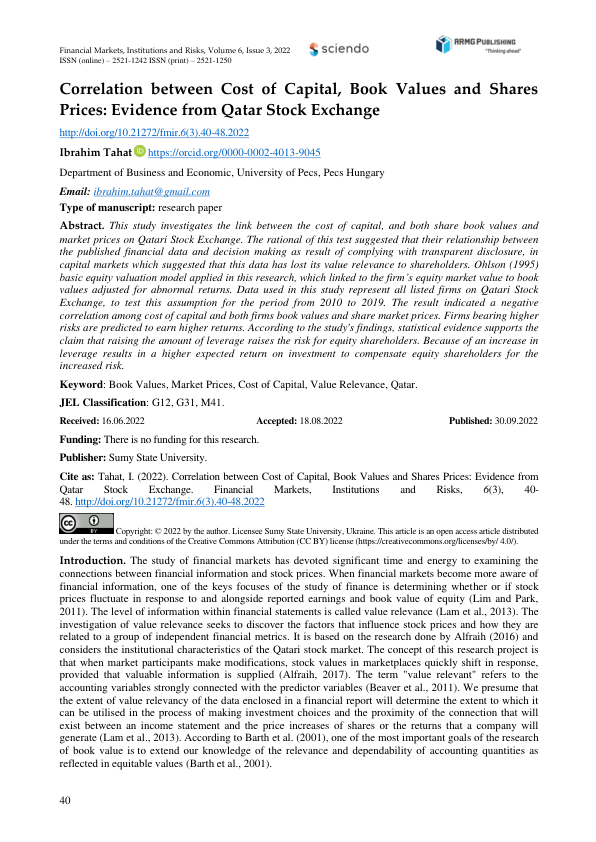 Financial Markets, Institutions and Risks, Volume 6, Issue 3, 2022
ISSN (online) – 2521-1242 ISSN (print) – 2521-1250
sciendo
ARMG PUBLISHING
"Thinking ahead"
Correlation between Cost of Capital, Book Values and Shares
Prices: Evidence from Qatar Stock Exchange
http://doi.org/10.21272/fmir.6(3).40-48.2022
Ibrahim Tahat iD https://orcid.org/0000-0002-4013-9045
Department of Business and Economic, University of Pecs, Pecs Hungary
Email: ibrahim.tahat@gmail.com
Type of manuscript: research paper
Abstract. This study investigates the link between the cost of capital, and both share book values and
market prices on Qatari Stock Exchange. The rational of this test suggested that their relationship between
the published financial data and decision making as result of complying with transparent disclosure, in
capital markets which suggested that this data has lost its value relevance to shareholders. Ohlson (1995)
basic equity valuation model applied in this research, which linked to the firm's equity market value to book
values adjusted for abnormal returns. Data used in this study represent all listed firms on Qatari Stock
Exchange, to test this assumption for the period from 2010 to 2019. The result indicated a negative
correlation among cost of capital and both firms book values and share market prices. Firms bearing higher
risks are predicted to earn higher returns. According to the study's findings, statistical evidence supports the
claim that raising the amount of leverage raises the risk for equity shareholders. Because of an increase in
leverage results in a higher expected return on investment to compensate equity shareholders for the
increased risk.
Keyword: Book Values, Market Prices, Cost of Capital, Value Relevance, Qatar.
JEL Classification: G12, G31, M41.
Received: 16.06.2022 Accepted: 18.08.2022 Published: 30.09.2022
Funding: There is no funding for this research.
Publisher: Sumy State University.
Cite as: Tahat, I. (2022). Correlation between Cost of Capital, Book Values and Shares Prices: Evidence from
Qatar Stock Exchange. Financial Markets, Institutions and Risks, 6(3), 40-
48. http://doi.org/10.21272/fmir.6(3).40-48.2022
cc BY Copyright: © 2022 by the author. Licensee Sumy State University, Ukraine. This article is an open access article distributed
under the terms and conditions of the Creative Commons Attribution (CC BY) license (https://creativecommons.org/licenses/by/ 4.0/).
Introduction. The study of financial markets has devoted significant time and energy to examining the
connections between financial information and stock prices. When financial markets become more aware of
financial information, one of the keys focuses of the study of finance is determining whether or if stock
prices fluctuate in response to and alongside reported earnings and book value of equity (Lim and Park,
2011). The level of information within financial statements is called value relevance (Lam et al., 2013). The
investigation of value relevance seeks to discover the factors that influence stock prices and how they are
related to a group of independent financial metrics. It is based on the research done by Alfraih (2016) and
considers the institutional characteristics of the Qatari stock market. The concept of this research project is
that when market participants make modifications, stock values in marketplaces quickly shift in response,
provided that valuable information is supplied (Alfraih, 2017). The term "value relevant" refers to the
accounting variables strongly connected with the predictor variables (Beaver et al., 2011). We presume that
the extent of value relevancy of the data enclosed in a financial report will determine the extent to which it
can be utilised in the process of making investment choices and the proximity of the connection that will
exist between an income statement and the price increases of shares or the returns that a company will
generate (Lam et al., 2013). According to Barth et al. (2001), one of the most important goals of the research
of book value is to extend our knowledge of the relevance and dependability of accounting quantities as
reflected in equitable values (Barth et al., 2001).
40